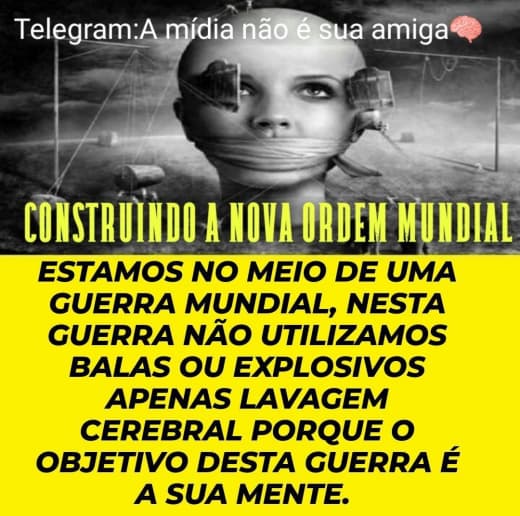 Telegram:A mídia não é sua amiga🧠
CONSTRUINDO A NOVA ORDEM MUNDIAL
ESTAMOS NO MEIO DE UMA
GUERRA MUNDIAL, NESTA
GUERRA NÃO UTILIZAMOS
BALAS OU EXPLOSIVOS
APENAS LAVAGEM
CEREBRAL PORQUE O
OBJETIVO DESTA GUERRA É
A SUA MENTE.